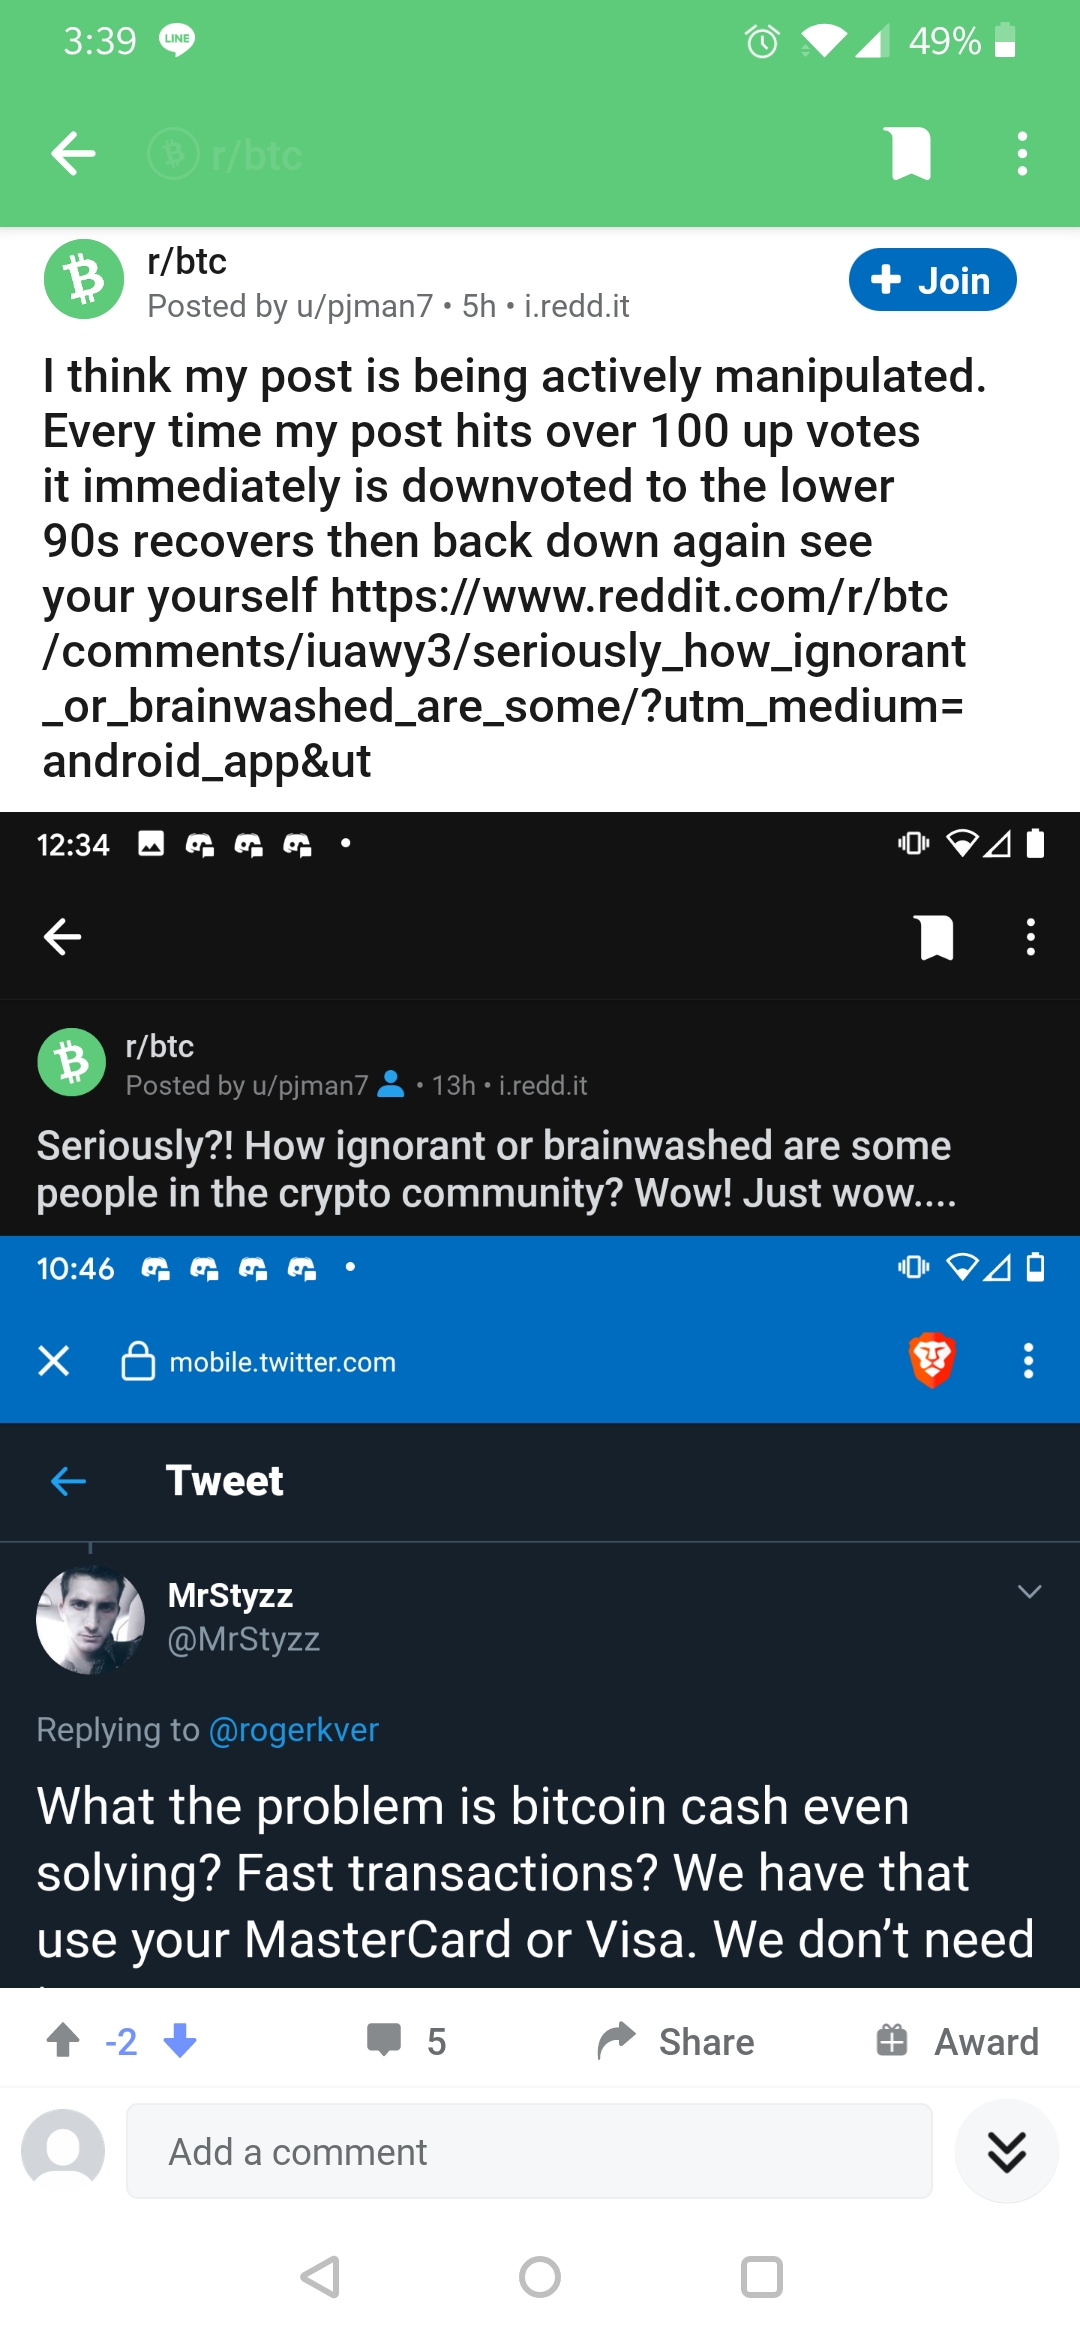 3:39 LINE 49%
r/btc
r/btc
Posted by u/pjman7 • 5h • i.redd.it
+ Join
I think my post is being actively manipulated.
Every time my post hits over 100 up votes
it immediately is downvoted to the lower
90s recovers then back down again see
your yourself https://www.reddit.com/r/btc
/comments/iuawy3/seriously_how_ignorant
_or_brainwashed_are_some/?utm_medium=
android_app&ut
12:34
r/btc
Posted by u/pjman7 • 13h • i.redd.it
Seriously?! How ignorant or brainwashed are some
people in the crypto community? Wow! Just wow....
10:46
mobile.twitter.com
Tweet
MrStyzz
@MrStyzz
Replying to @rogerkver
What the problem is bitcoin cash even
solving? Fast transactions? We have that
use your MasterCard or Visa. We don't need
-2 5 Share Award
Add a comment